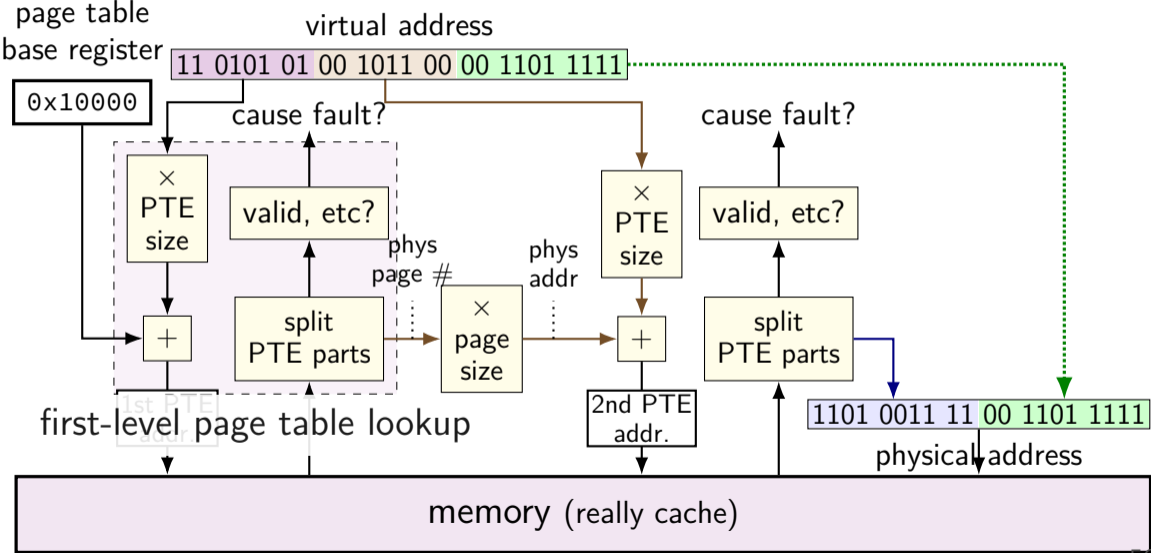 page table
base register
virtual address
11 0101 01 00 1011 00 00 1101 1111
0x10000
cause fault?
cause fault?
×
PTE
size
valid, etc?
×
PTE
size
valid, etc?
phys
page #
phys
addr
+
split
PTE parts
×
page
size
+
split
PTE parts
1st PTE
addr.
first-level page table lookup
2nd PTE
addr.
1101 0011 11 00 1101 1111
physical address
memory (really cache)